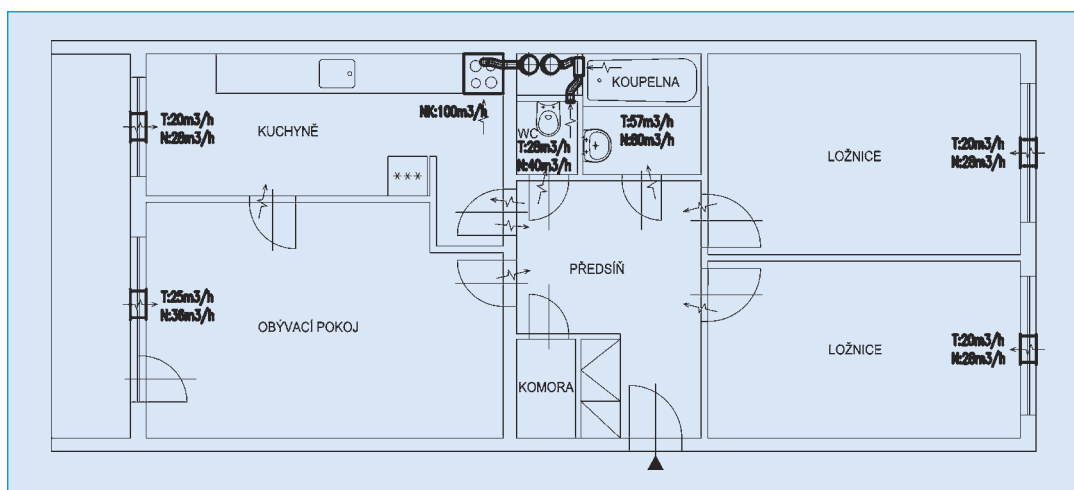 KUCHYNĚ
T:20m3/h
N:28m3/h
NK:100m3/h
***
WC
T:28m3/h
N:40m3/h
KOUPELNA
T:57m3/h
N:80m3/h
LOŽNICE
T:20m3/h
N:28m3/h
OBÝVACÍ POKOJ
T:25m3/h
N:36m3/h
PŘEDSÍŇ
KOMORA
LOŽNICE
T:20m3/h
N:28m3/h